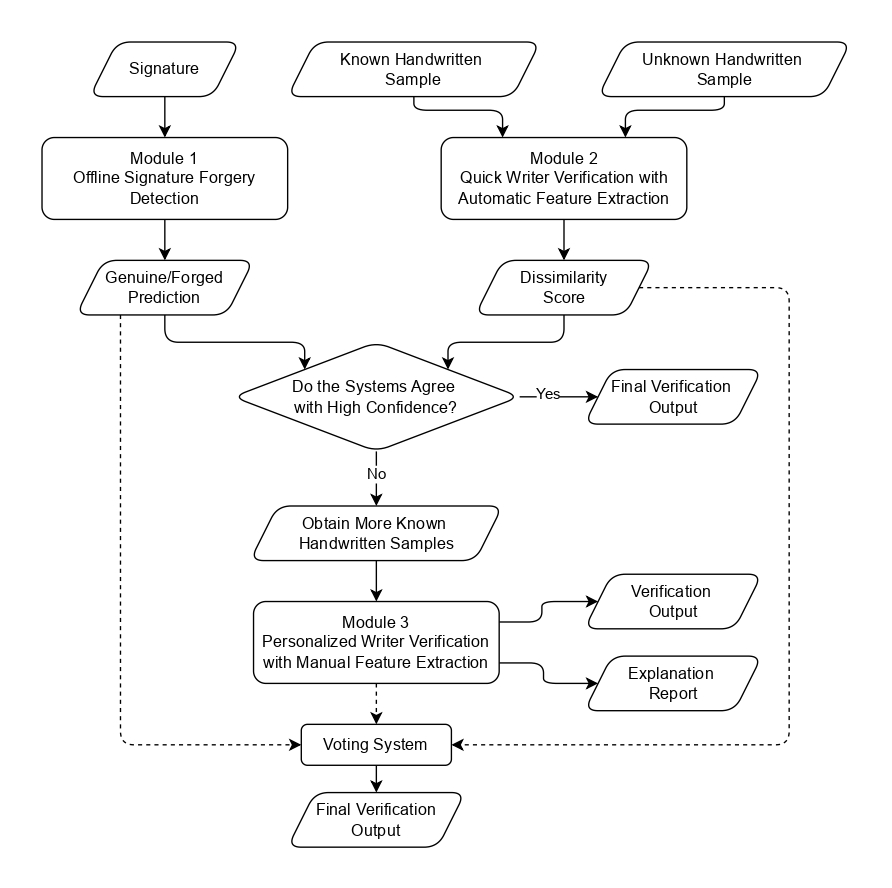 Signature
Known Handwritten
Sample
Unknown Handwritten
Sample
Module 1
Offline Signature Forgery
Detection
Module 2
Quick Writer Verification with
Automatic Feature Extraction
Genuine/Forged
Prediction
Dissimilarity
Score
Do the Systems Agree
with High Confidence?
Yes
Final Verification
Output
No
Obtain More Known
Handwritten Samples
Module 3
Personalized Writer Verification
with Manual Feature Extraction
Verification
Output
Explanation
Report
Voting System
Final Verification
Output